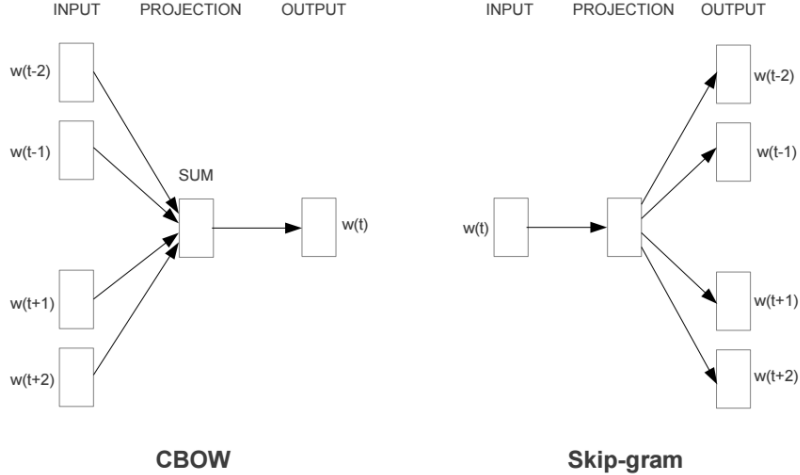 INPUT PROJECTION OUTPUT
w(t-2)
w(t-1)
SUM
w(t)
w(t+1)
w(t+2)
CBOW
INPUT PROJECTION OUTPUT
w(t-2)
w(t-1)
w(t)
w(t+1)
w(t+2)
Skip-gram